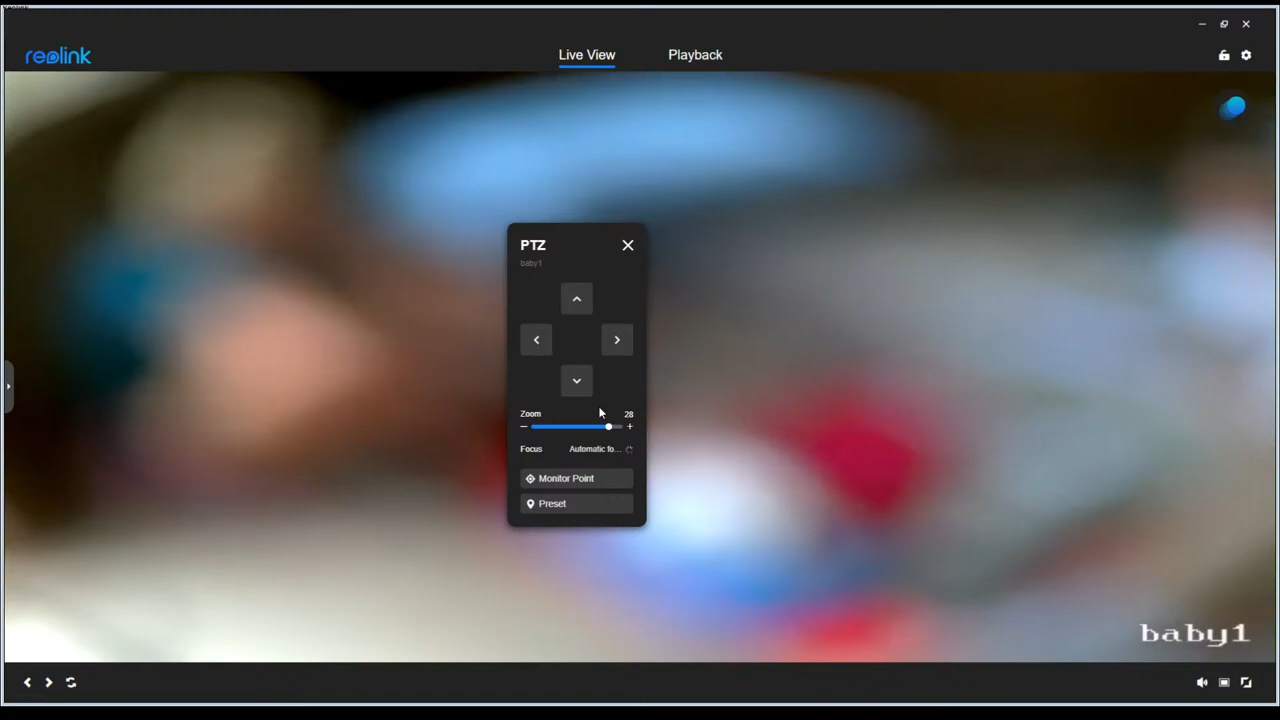 reolink
Live View
Playback
PTZ
baby1
Zoom
28
Focus
Automatic fo...
Monitor Point
Preset
baby1